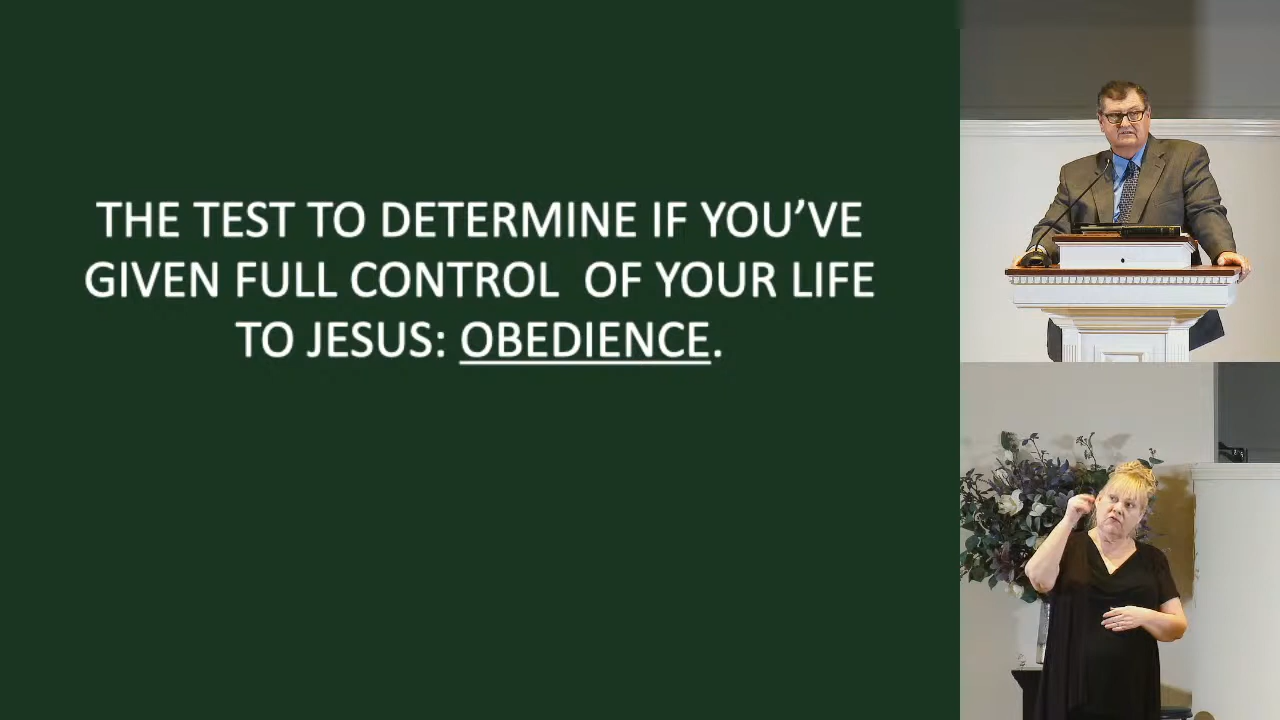 THE TEST TO DETERMINE IF YOU’VE
GIVEN FULL CONTROL  OF YOUR LIFE
TO JESUS: OBEDIENCE.